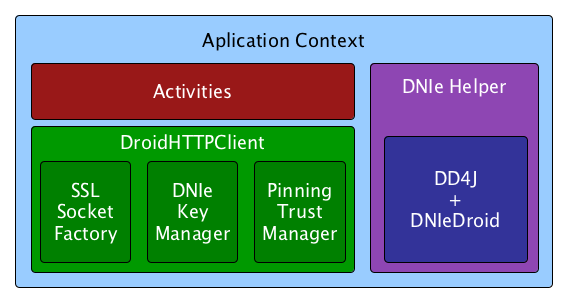 Aplication Context
Activities
DNIe Helper
DroidHTTPClient
SSL
Socket
Factory
DNIe
Key
Manager
Pinning
Trust
Manager
DD4J
+
DNIeDroid